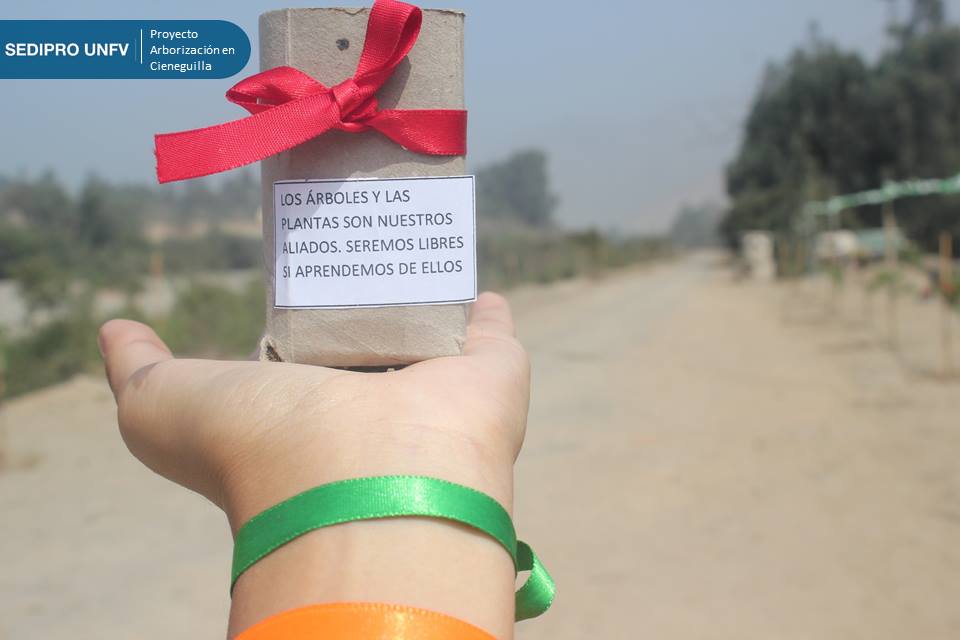 SEDIPRO UNFV
Proyecto
Arborización en
Cieneguilla
LOS ÁRBOLES Y LAS
PLANTAS SON NUESTROS
ALIADOS. SEREMOS LIBRES
SI APRENDEMOS DE ELLOS